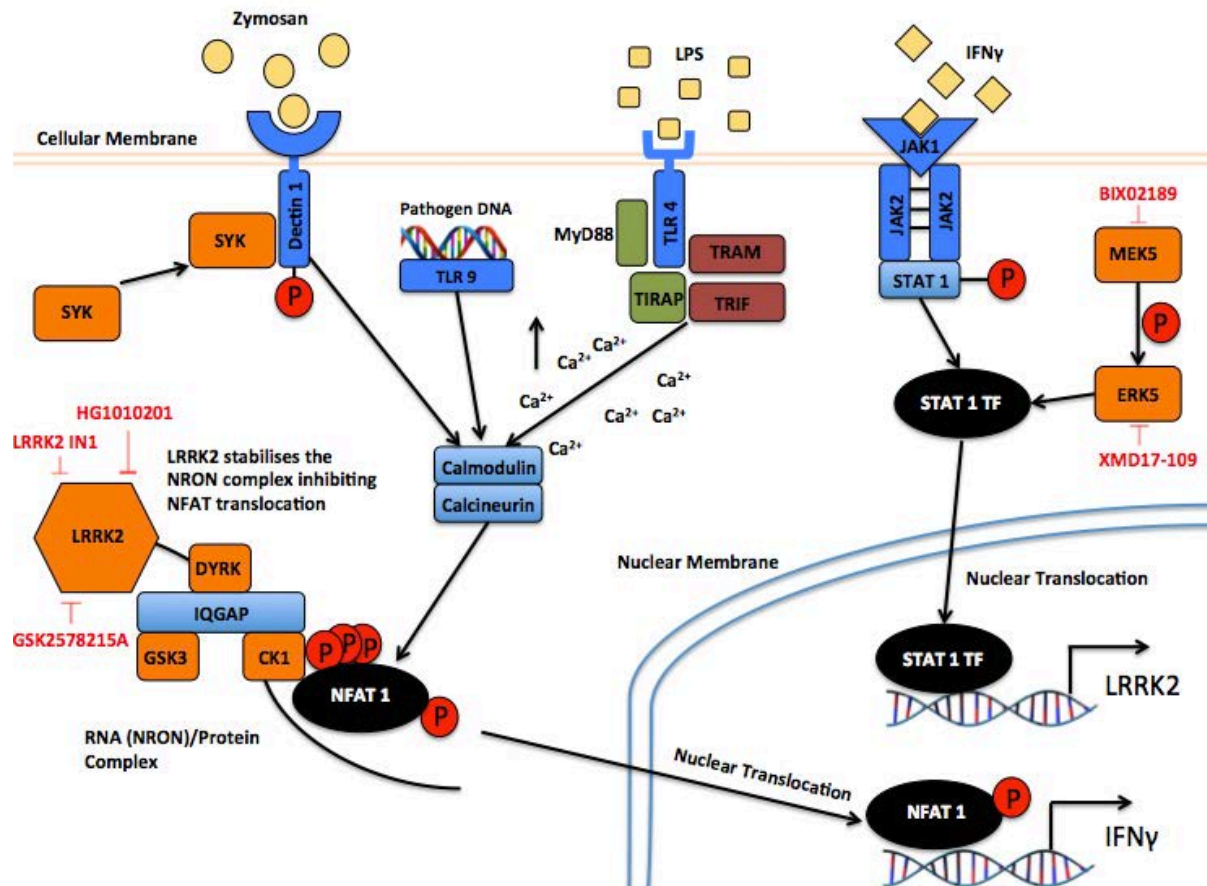 Zymosan
LPS
IFNγ
Cellular Membrane
JAK1
Dectin 1
SYK
SYK
P
Pathogen DNA
TLR 9
MyD88
TLR 4
TRAM
TIRAP
TRIF
JAK2
JAK2
STAT 1
P
BIX02189
MEK5
P
ERK5
XMD17-109
STAT 1 TF
Ca²⁺
Ca²⁺
Ca²⁺
Ca²⁺
Ca²⁺
Ca²⁺
Ca²⁺
HG1010201
LRRK2 IN1
LRRK2 stabilises the
NRON complex inhibiting
NFAT translocation
LRRK2
DYRK
IQGAP
GSK3
CK1
GSK2578215A
Calmodulin
Calcineurin
P
P
P
NFAT 1
P
RNA (NRON)/Protein
Complex
Nuclear Membrane
Nuclear Translocation
STAT 1 TF
LRRK2
Nuclear Translocation
NFAT 1
P
IFNγ